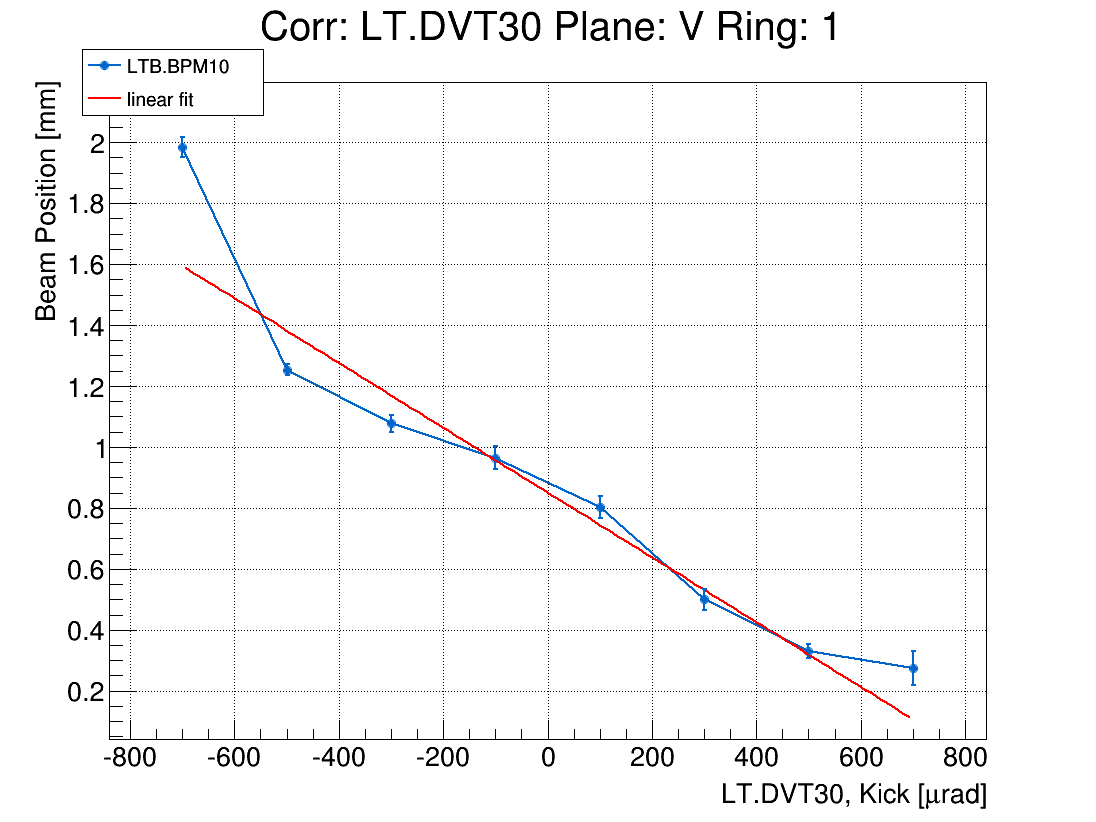 Corr: LT.DVT30 Plane: V Ring: 1
LTB.BPM10
linear fit
Beam Position [mm]
2
1.8
1.6
1.4
1.2
1
0.8
0.6
0.4
0.2
-800 -600 -400 -200 0 200 400 600 800
LT.DVT30, Kick [μrad]